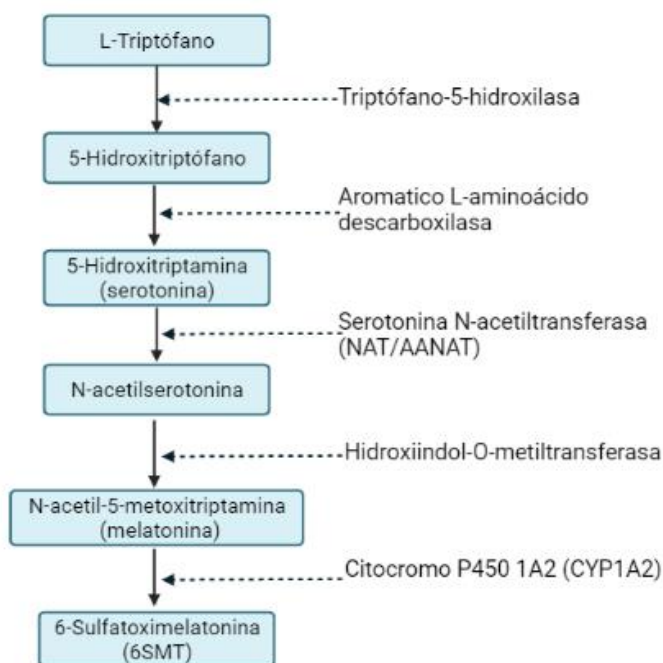 L-Triptófano
Triptófano-5-hidroxilasa
5-Hidroxitriptófano
Aromatico L-aminoácido
descarboxilasa
5-Hidroxitriptamina
(serotonina)
Serotonina N-acetiltransferasa
(NAT/AANAT)
N-acetilserotonina
Hidroxiindol-O-metiltransferasa
N-acetil-5-metoxitriptamina
(melatonina)
Citocromo P450 1A2 (CYP1A2)
6-Sulfatoximelatonina
(6SMT)